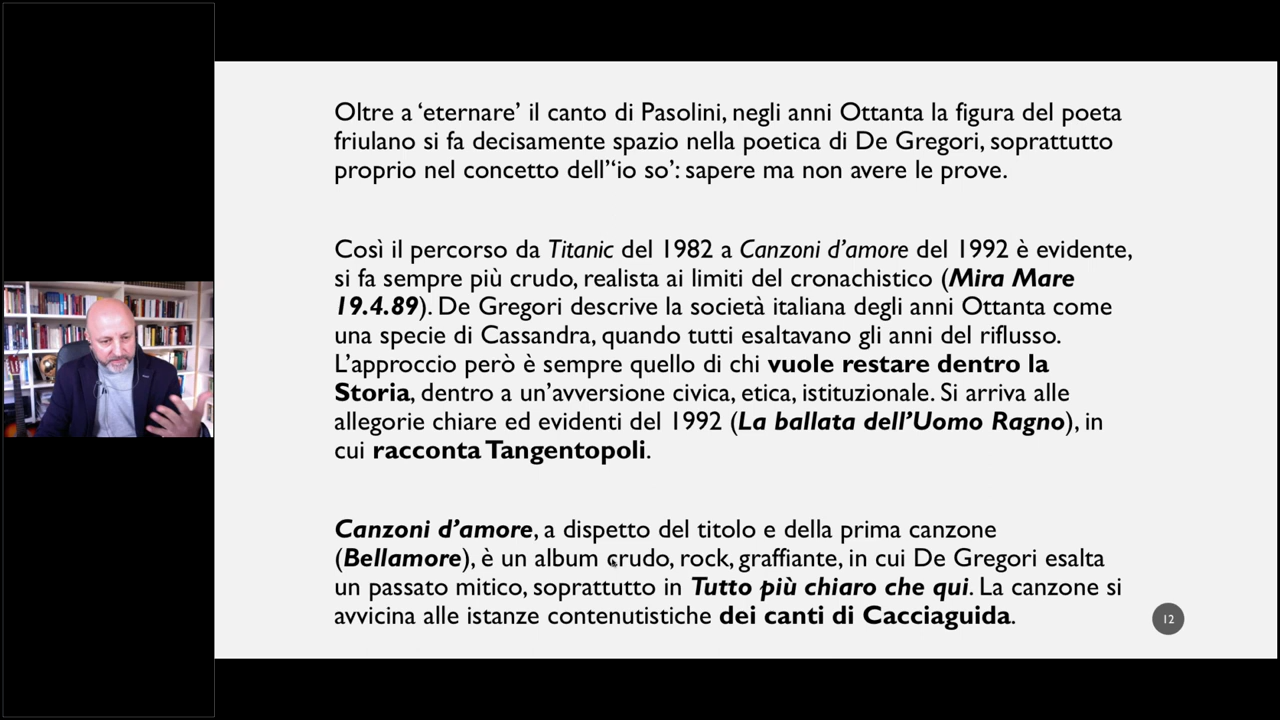 Oltre a ‘eternare’ il canto di Pasolini, negli anni Ottanta la figura del poeta
friulano si fa decisamente spazio nella poetica di De Gregori, soprattutto
proprio nel concetto dell’‘io so’: sapere ma non avere le prove.
Così il percorso da Titanic del 1982 a Canzoni d’amore del 1992 è evidente,
si fa sempre più crudo, realista ai limiti del cronachistico (Mira Mare
19.4.89). De Gregori descrive la società italiana degli anni Ottanta come
una specie di Cassandra, quando tutti esaltavano gli anni del riflusso.
L’approccio però è sempre quello di chi vuole restare dentro la
Storia, dentro a un’avversione civica, etica, istituzionale. Si arriva alle
allegorie chiare ed evidenti del 1992 (La ballata dell’Uomo Ragno), in
cui racconta Tangentopoli.
Canzoni d’amore, a dispetto del titolo e della prima canzone
(Bellamore), è un album crudo, rock, graffiante, in cui De Gregori esalta
un passato mitico, soprattutto in Tutto più chiaro che qui. La canzone si
avvicina alle istanze contenutistiche dei canti di Cacciaguida.
12